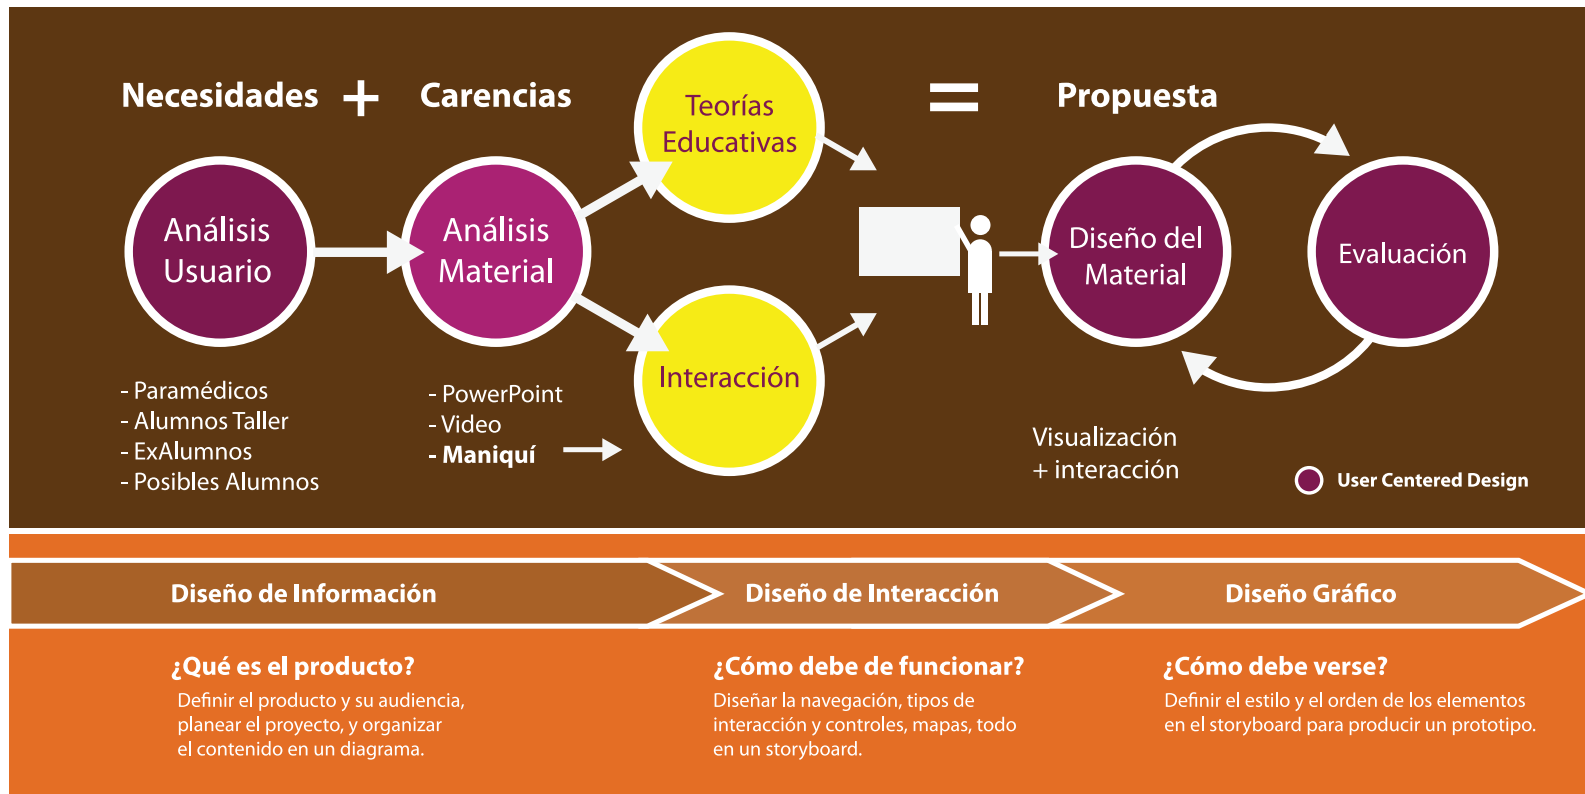 Necesidades + Carencias
= Propuesta
Teorías
Educativas
Análisis
Usuario
Análisis
Material
Interacción
Diseño del
Material
Evaluación
- Paramédicos
- Alumnos Taller
- ExAlumnos
- Posibles Alumnos
- PowerPoint
- Video
- Maniquí
Visualización
+ interacción
User Centered Design
Diseño de Información
Diseño de Interacción
Diseño Gráfico
¿Qué es el producto?
Definir el producto y su audiencia,
planear el proyecto, y organizar
el contenido en un diagrama.
¿Cómo debe de funcionar?
Diseñar la navegación, tipos de
interacción y controles, mapas, todo
en un storyboard.
¿Cómo debe verse?
Definir el estilo y el orden de los elementos
en el storyboard para producir un prototipo.